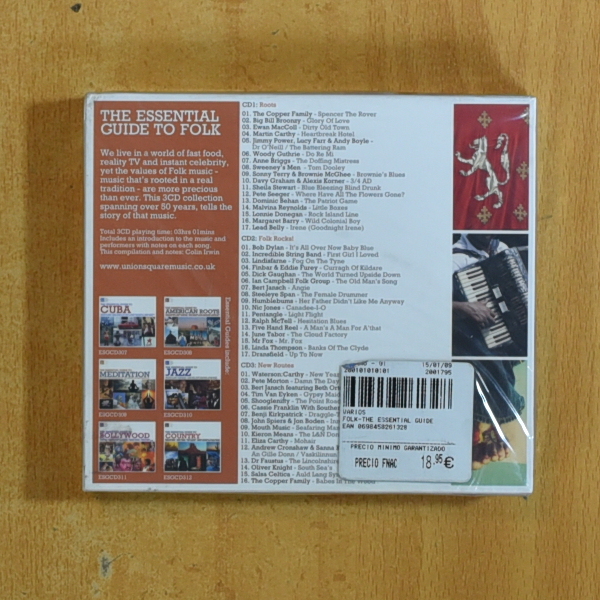 THE ESSENTIAL
GUIDE TO FOLK
We live in a world of fast food,
reality TV and instant celebrity,
yet the values of Folk music -
music that's rooted in a real
tradition - are more precious
than ever. This 3CD collection
spanning over 50 years, tells the
story of that music.
Total 3CD playing time: 03hrs 01mins
Includes an introduction to the music and
performers with notes on each song.
This compilation and notes: Colin Irwin
www.unionsquaremusic.co.uk
Essential Guides include:
CUBA
ESGCD307
AMERICAN ROOTS
ESGCD308
MEDITATION
JAZZ
BOLLYWOOD
COUNTRY
CD1: Roots
01. The Copper Family - Spencer The Rover
02. Big Bill Broonzy - Glory Of Love
03. Ewan MacColl - Dirty Old Town
04. Martin Carthy - Heartbreak Hotel
05. Jimmy Power, Lucy Farr & Andy Boyle -
Dr O'Neill / The Battering Ram
06. Woody Guthrie - Do Re Mi
07. Anne Briggs - The Doffing Mistress
08. Sweeney's Men - Tom Dooley
09. Sonny Terry & Brownie McGhee - Brownie's Blues
10. Davy Graham & Alexis Korner - 3/4 AD
11. Sheila Stewart - Blue Bleezing Blind Drunk
12. Pete Seeger - Where Have All The Flowers Gone?
13. Dominic Behan - The Patriot Game
14. Malvina Reynolds - Little Boxes
15. Lonnie Donegan - Rock Island Line
16. Margaret Barry - Wild Colonial Boy
17. Lead Belly - Irene (Goodnight Irene)
CD2: Folk Rocks!
01. Bob Dylan - It's All Over Now Baby Blue
02. Incredible String Band - First Girl I Loved
03. Lindisfarne - Fog On The Tyne
04. Finbar & Eddie Furey - Curragh Of Kildare
05. Dick Gaughan - The World Turned Upside Down
06. Ian Campbell Folk Group - The Old Man's Song
07. Bert Jansch - Angie
08. Steeleye Span - The Female Drummer
09. Humblebums - Her Father Didn't Like Me Anyway
10. Nic Jones - Canadee-I-O
11. Pentangle - Light Flight
12. Ralph McTell - Hesitation Blues
13. Five Hand Reel - A Man's A Man For A'that
14. June Tabor - The Cloud Factory
15. Mr Fox - Mr. Fox
16. Linda Thompson - Banks Of The Clyde
17. Dransfield - Up To Now
CD3: New Routes
01. Waterson:Carthy - New Year
02. Pete Morton - Damn The Day
03. Bert Jansch featuring Beth
04. Tim Van Eyken - Gypsy
05. Shooglenifty - The Point Road
06. Cassie Franklin With
07. Benji Kirkpatrick -
08. John Spiers & Jon Boden -
09. Mouth Music - Seafaring
10. Kieron Means - The L&N
11. Eliza Carthy - Mohair
12. Andrew Cronshaw & Sanna
An Gille Donn /
13. Dr Faustus - The
14. Oliver Knight - South Sea's
15. Salsa Celtica - Auld Lang
16. The Copper Family - Babes In The Wood
15/01/09
2001795
VARIOS
FOLK-THE ESSENTIAL GUIDE
EAN 0698458261328
PRECIO MINIMO GARANTIZADO
PRECIO FNAC 18.95€